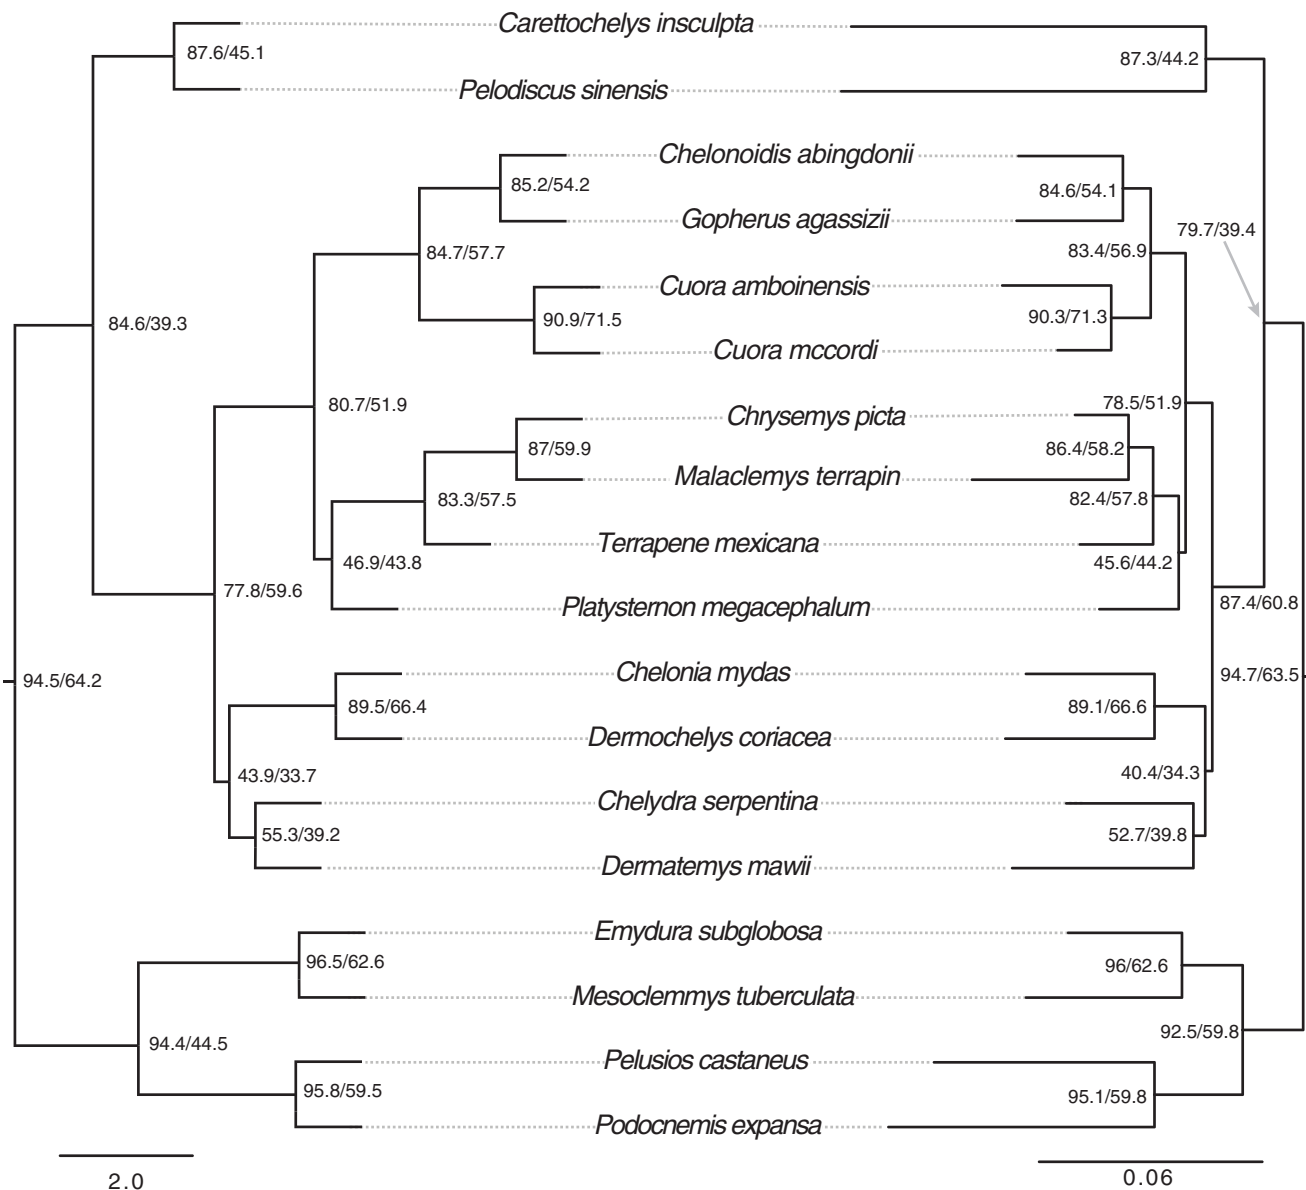 Carettochelys insculpta
87.6/45.1
87.3/44.2
Pelodiscus sinensis
Chelonoidis abingdonii
85.2/54.2
84.6/54.1
Gopherus agassizii
79.7/39.4
84.7/57.7
83.4/56.9
Cuora amboinensis
90.9/71.5
90.3/71.3
84.6/39.3
Cuora mccordi
80.7/51.9
78.5/51.9
Chrysemys picta
87/59.9
86.4/58.2
Malaclemys terrapin
83.3/57.5
82.4/57.8
Terrapene mexicana
46.9/43.8
45.6/44.2
77.8/59.6
87.4/60.8
Platysternon megacephalum
Chelonia mydas
94.5/64.2
94.7/63.5
89.5/66.4
89.1/66.6
Dermochelys coriacea
43.9/33.7
40.4/34.3
Chelydra serpentina
55.3/39.2
52.7/39.8
Dermatemys mawii
Emydura subglobosa
96.5/62.6
96/62.6
Mesoclemmys tuberculata
94.4/44.5
92.5/59.8
Pelusios castaneus
95.8/59.5
95.1/59.8
Podocnemis expansa
2.0
0.06